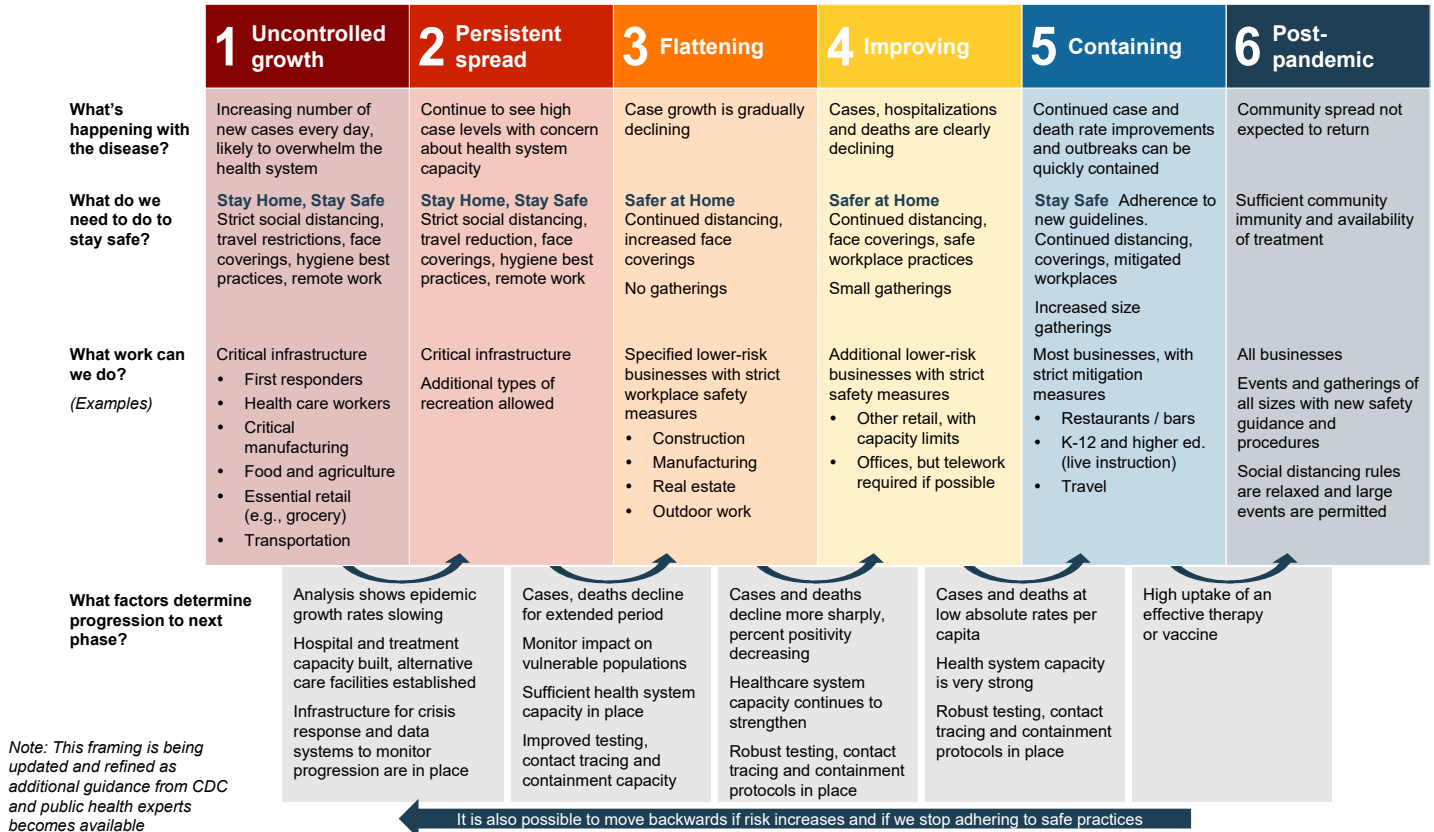 1 Uncontrolled
growth
2 Persistent
spread
3 Flattening
4 Improving
5 Containing
6 Post-
pandemic
What's
happening with
the disease?
Increasing number of
new cases every day,
likely to overwhelm the
health system
Continue to see high
case levels with concern
about health system
capacity
Case growth is gradually
declining
Cases, hospitalizations
and deaths are clearly
declining
Continued case and
death rate improvements
and outbreaks can be
quickly contained
Community spread not
expected to return
What do we
need to do to
stay safe?
Stay Home, Stay Safe
Strict social distancing,
travel restrictions, face
coverings, hygiene best
practices, remote work
Stay Home, Stay Safe
Strict social distancing,
travel reduction, face
coverings, hygiene best
practices, remote work
Safer at Home
Continued distancing,
increased face
coverings
No gatherings
Safer at Home
Continued distancing,
face coverings, safe
workplace practices
Small gatherings
Stay Safe Adherence to
new guidelines.
Continued distancing,
coverings, mitigated
workplaces
Increased size
gatherings
Sufficient community
immunity and availability
of treatment
What work can
we do?
(Examples)
Critical infrastructure
• First responders
• Health care workers
• Critical
manufacturing
• Food and agriculture
• Essential retail
(e.g., grocery)
• Transportation
Critical infrastructure
Additional types of
recreation allowed
Specified lower-risk
businesses with strict
workplace safety
measures
• Construction
• Manufacturing
• Real estate
• Outdoor work
Additional lower-risk
businesses with strict
safety measures
• Other retail, with
capacity limits
• Offices, but telework
required if possible
Most businesses, with
strict mitigation
measures
• Restaurants / bars
• K-12 and higher ed.
(live instruction)
• Travel
All businesses
Events and gatherings of
all sizes with new safety
guidance and
procedures
Social distancing rules
are relaxed and large
events are permitted
What factors determine
progression to next
phase?
Analysis shows epidemic
growth rates slowing
Hospital and treatment
capacity built, alternative
care facilities established
Infrastructure for crisis
response and data
systems to monitor
progression are in place
Cases, deaths decline
for extended period
Monitor impact on
vulnerable populations
Sufficient health system
capacity in place
Improved testing,
contact tracing and
containment capacity
Cases and deaths
decline more sharply,
percent positivity
decreasing
Healthcare system
capacity continues to
strengthen
Robust testing, contact
tracing and containment
protocols in place
Cases and deaths at
low absolute rates per
capita
Health system capacity
is very strong
Robust testing, contact
tracing and containment
protocols in place
High uptake of an
effective therapy
or vaccine
Note: This framing is being
updated and refined as
additional guidance from CDC
and public health experts
becomes available
It is also possible to move backwards if risk increases and if we stop adhering to safe practices